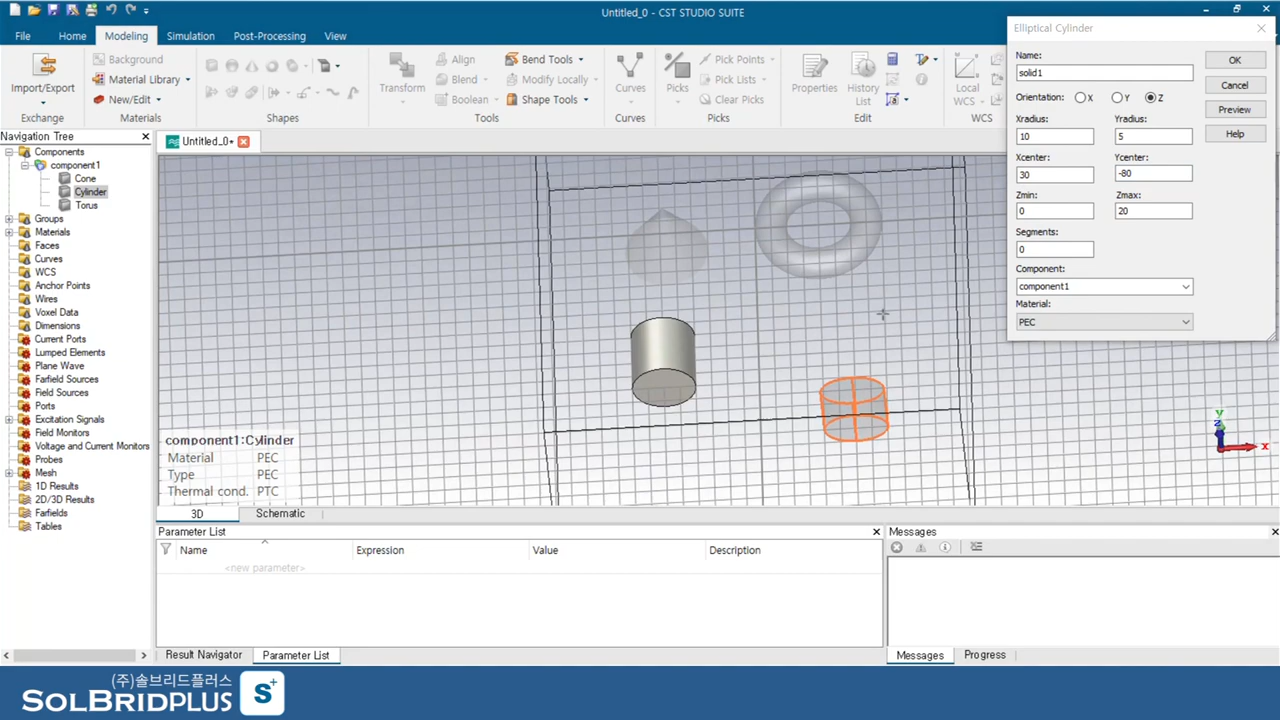 Untitled_0 - CST STUDIO SUITE
File
Home
Modeling
Simulation
Post-Processing
View
Import/Export
Exchange
Background
Material Library
New/Edit
Materials
Shapes
Transform
Align
Blend
Boolean
Bend Tools
Modify Locally
Shape Tools
Tools
Curves
Curves
Picks
Pick Points
Pick Lists
Clear Picks
Picks
Properties
History
List
Edit
Local
WCS
WCS
Elliptical Cylinder
Name:
solid1
Orientation:
X
Y
Z
Xradius:
Yradius:
10
5
Xcenter:
Ycenter:
30
-80
Zmin:
Zmax:
0
20
Segments:
0
Component:
component1
Material:
PEC
OK
Cancel
Preview
Help
Navigation Tree
Components
component1
Cone
Cylinder
Torus
Groups
Materials
Faces
Curves
WCS
Anchor Points
Wires
Voxel Data
Dimensions
Current Ports
Lumped Elements
Plane Wave
Farfield Sources
Field Sources
Ports
Excitation Signals
Field Monitors
Voltage and Current Monitors
Probes
Mesh
1D Results
2D/3D Results
Farfields
Tables
Untitled_0*
component1:Cylinder
Material PEC
Type PEC
Thermal cond. PTC
x
y
z
3D
Schematic
Parameter List
Name
Expression
Value
Description
<new parameter>
Result Navigator
Parameter List
Messages
Messages
Progress
(주)솔브리드플러스
SOLBRIDPLUS
S+